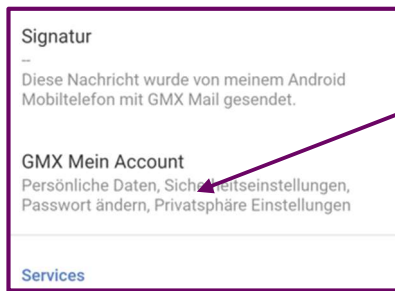 Signatur
--
Diese Nachricht wurde von meinem Android
Mobiltelefon mit GMX Mail gesendet.
GMX Mein Account
Persönliche Daten, Sicherheitseinstellungen,
Passwort ändern, Privatsphäre Einstellungen
Services